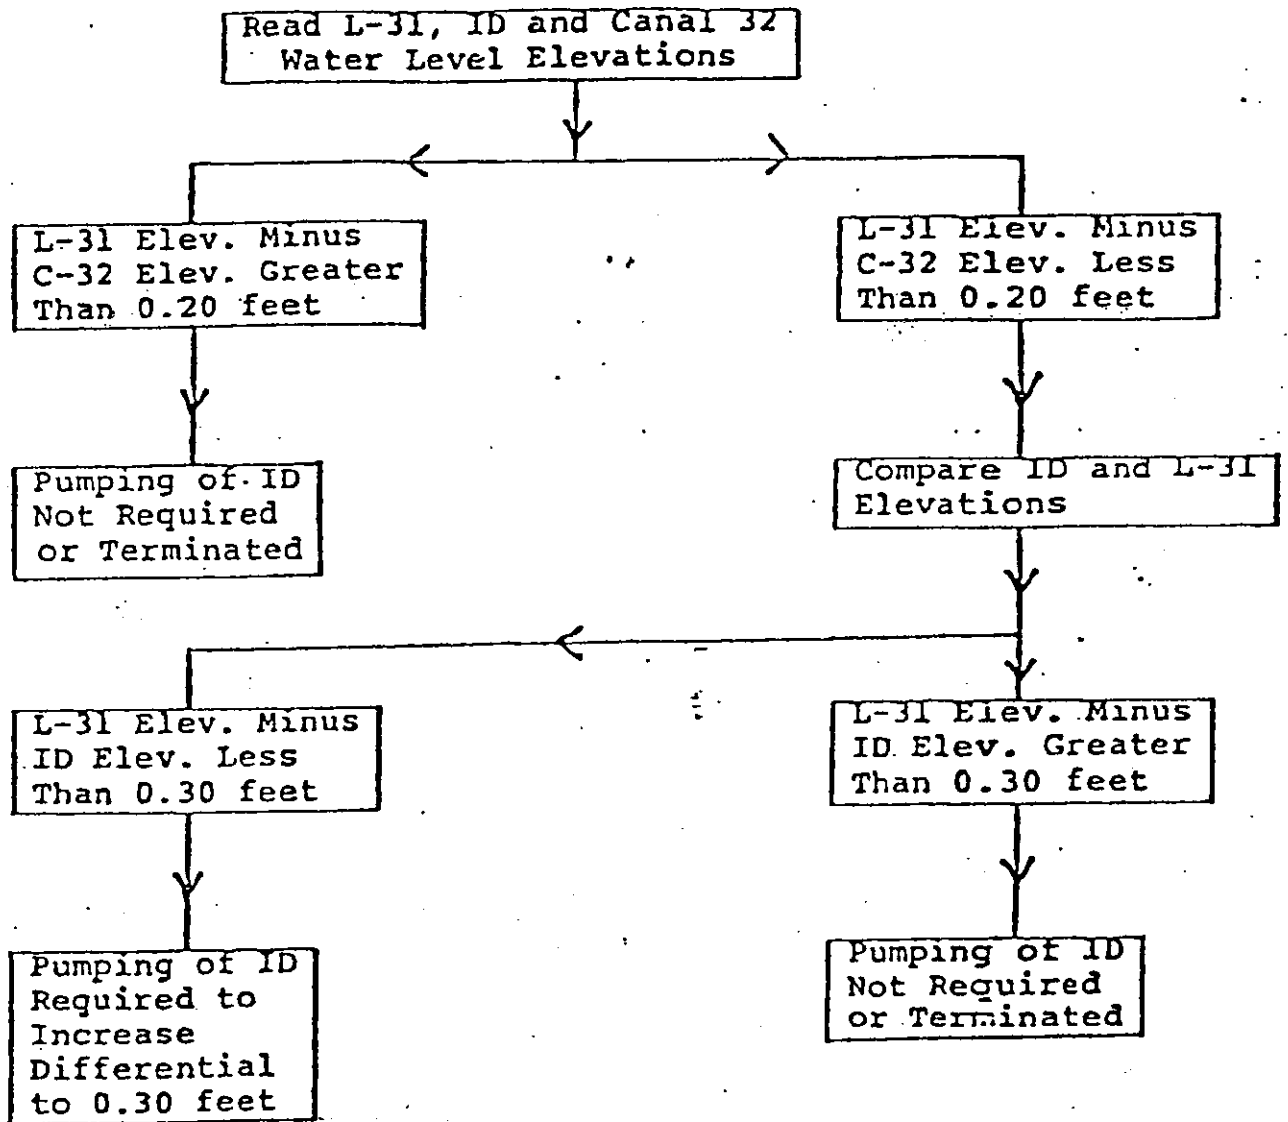 Read L-31, ID and Canal 32
Water Level Elevations
L-31 Elev. Minus
C-32 Elev. Greater
Than 0.20 feet
L-31 Elev. Minus
C-32 Elev. Less
Than 0.20 feet
Pumping of ID
Not Required
or Terminated
Compare ID and L-31
Elevations
L-31 Elev. Minus
ID Elev. Less
Than 0.30 feet
L-31 Elev. Minus
ID Elev. Greater
Than 0.30 feet
Pumping of ID
Required to
Increase
Differential
to 0.30 feet
Pumping of ID
Not Required
or Terminated